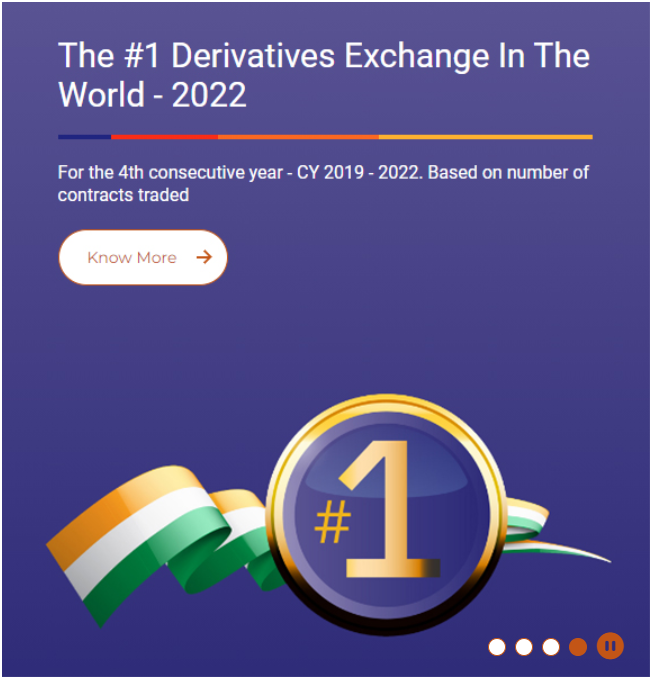 The #1 Derivatives Exchange In The
World - 2022
For the 4th consecutive year - CY 2019 - 2022. Based on number of
contracts traded
Know More
#1